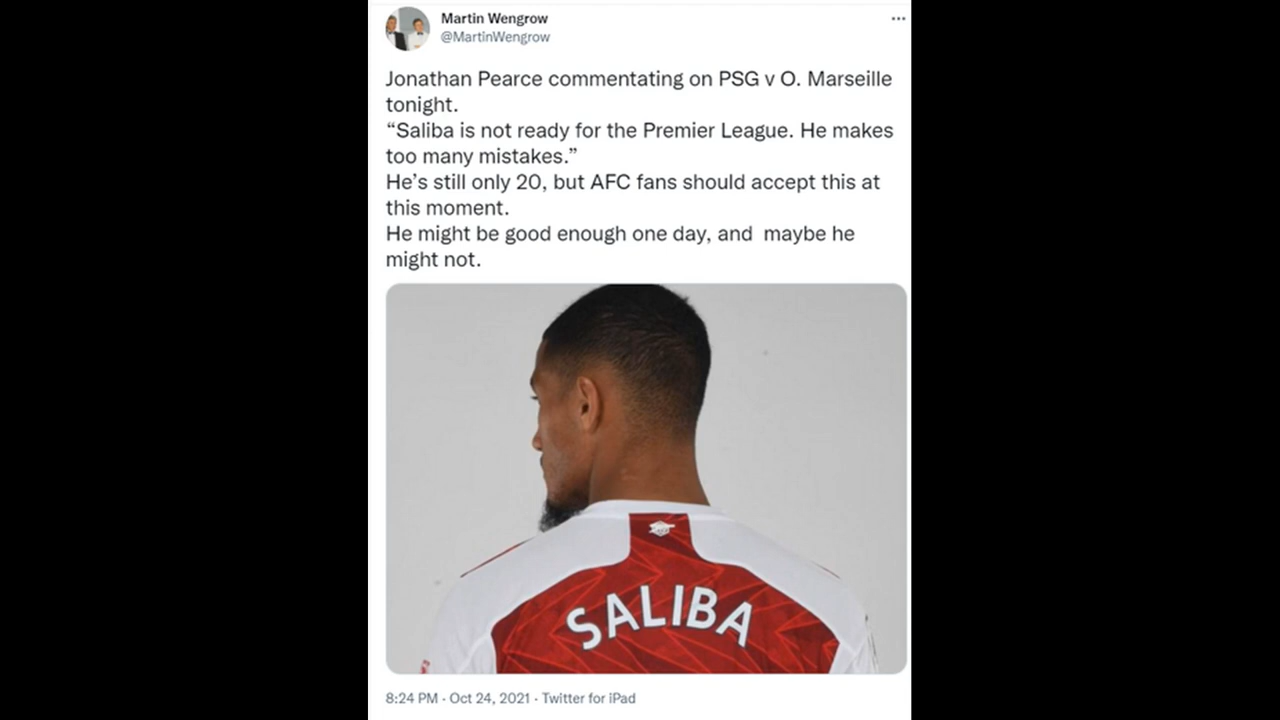 Martin Wengrow
@MartinWengrow
Jonathan Pearce commentating on PSG v O. Marseille
tonight.
“Saliba is not ready for the Premier League. He makes
too many mistakes.”
He’s still only 20, but AFC fans should accept this at
this moment.
He might be good enough one day, and  maybe he
might not.
SALIBA
8:24 PM · Oct 24, 2021 · Twitter for iPad